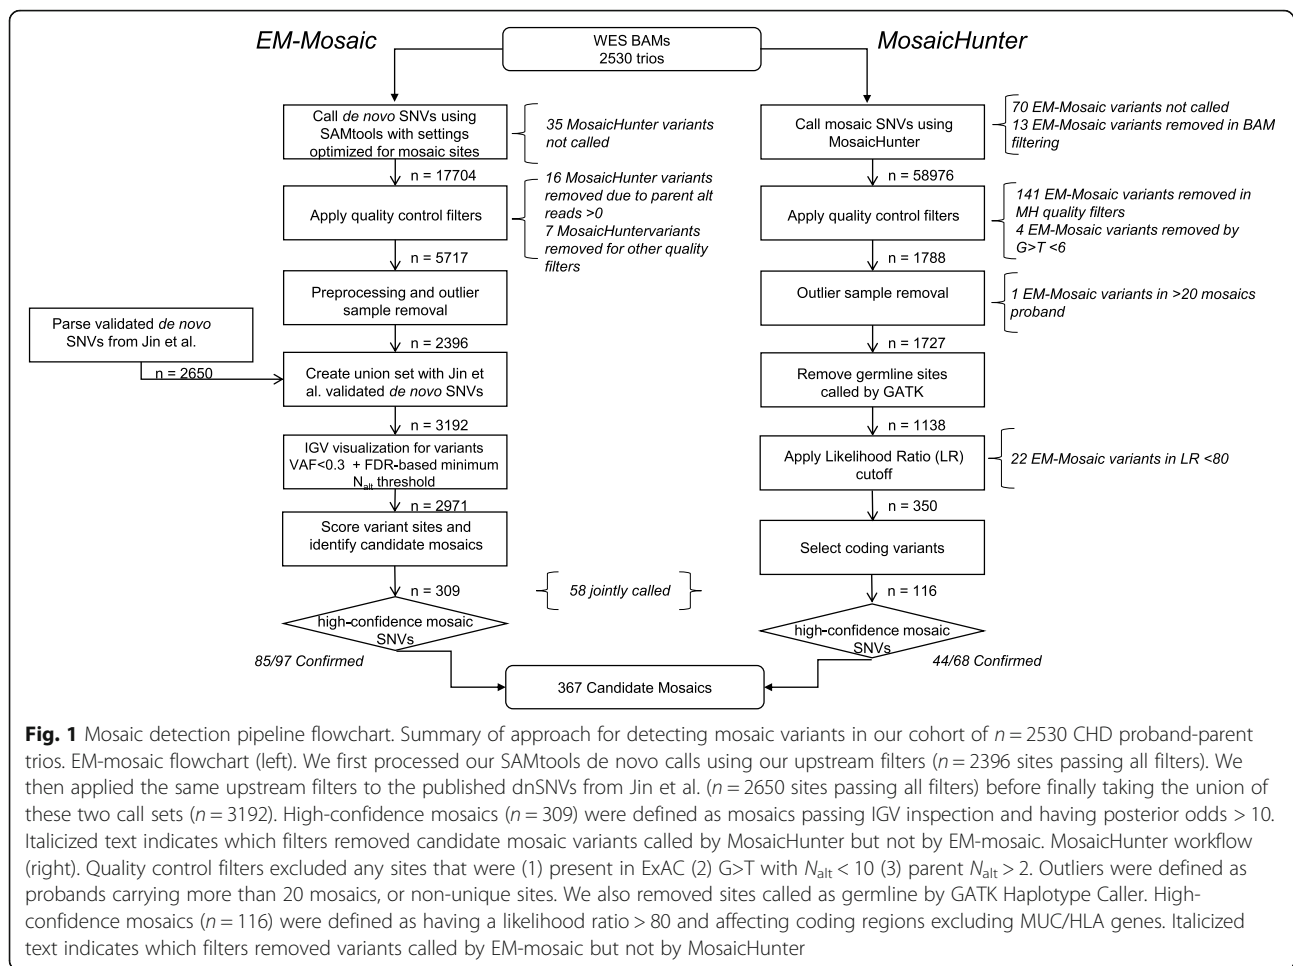 EM-Mosaic
WES BAMs
2530 trios
MosaicHunter
Call de novo SNVs using
SAMtools with settings
optimized for mosaic sites
35 MosaicHunter variants
not called
n = 17704
16 MosaicHunter variants
removed due to parent alt
reads >0
7 MosaicHuntervariants
removed for other quality
filters
Apply quality control filters
n = 5717
Preprocessing and outlier
sample removal
n = 2396
Parse validated de novo
SNVs from Jin et al.
n = 2650
Create union set with Jin et
al. validated de novo SNVs
n = 3192
IGV visualization for variants
VAF<0.3 + FDR-based minimum
Nalt threshold
n = 2971
Score variant sites and
identify candidate mosaics
n = 309
high-confidence mosaic
SNVs
85/97 Confirmed
58 jointly called
Call mosaic SNVs using
MosaicHunter
70 EM-Mosaic variants not called
13 EM-Mosaic variants removed in BAM
filtering
n = 58976
Apply quality control filters
141 EM-Mosaic variants removed in
MH quality filters
4 EM-Mosaic variants removed by
G>T <6
n = 1788
Outlier sample removal
1 EM-Mosaic variants in >20 mosaics
proband
n = 1727
Remove germline sites
called by GATK
n = 1138
Apply Likelihood Ratio (LR)
cutoff
22 EM-Mosaic variants in LR <80
n = 350
Select coding variants
n = 116
high-confidence mosaic
SNVs
44/68 Confirmed
367 Candidate Mosaics
Fig. 1 Mosaic detection pipeline flowchart. Summary of approach for detecting mosaic variants in our cohort of n = 2530 CHD proband-parent
trios. EM-mosaic flowchart (left). We first processed our SAMtools de novo calls using our upstream filters (n = 2396 sites passing all filters). We
then applied the same upstream filters to the published dnSNVs from Jin et al. (n = 2650 sites passing all filters) before finally taking the union of
these two call sets (n = 3192). High-confidence mosaics (n = 309) were defined as mosaics passing IGV inspection and having posterior odds > 10.
Italicized text indicates which filters removed candidate mosaic variants called by MosaicHunter but not by EM-mosaic. MosaicHunter workflow
(right). Quality control filters excluded any sites that were (1) present in ExAC (2) G>T with Nalt < 10 (3) parent Nalt > 2. Outliers were defined as
probands carrying more than 20 mosaics, or non-unique sites. We also removed sites called as germline by GATK Haplotype Caller. High-
confidence mosaics (n = 116) were defined as having a likelihood ratio > 80 and affecting coding regions excluding MUC/HLA genes. Italicized
text indicates which filters removed variants called by EM-mosaic but not by MosaicHunter